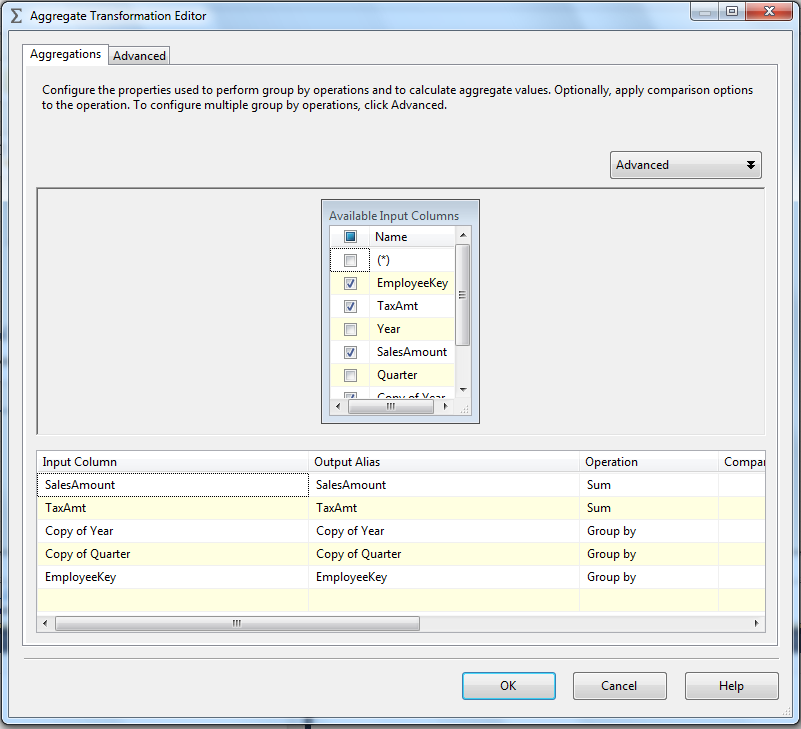 Aggregate Transformation Editor
Aggregations Advanced
Configure the properties used to perform group by operations and to calculate aggregate values. Optionally, apply comparison options
to the operation. To configure multiple group by operations, click Advanced.
Advanced
Available Input Columns
Name
(*)
EmployeeKey
TaxAmt
Year
SalesAmount
Quarter
Copy of Year
Input Column Output Alias Operation Compar
SalesAmount SalesAmount Sum
TaxAmt TaxAmt Sum
Copy of Year Copy of Year Group by
Copy of Quarter Copy of Quarter Group by
EmployeeKey EmployeeKey Group by
OK Cancel Help